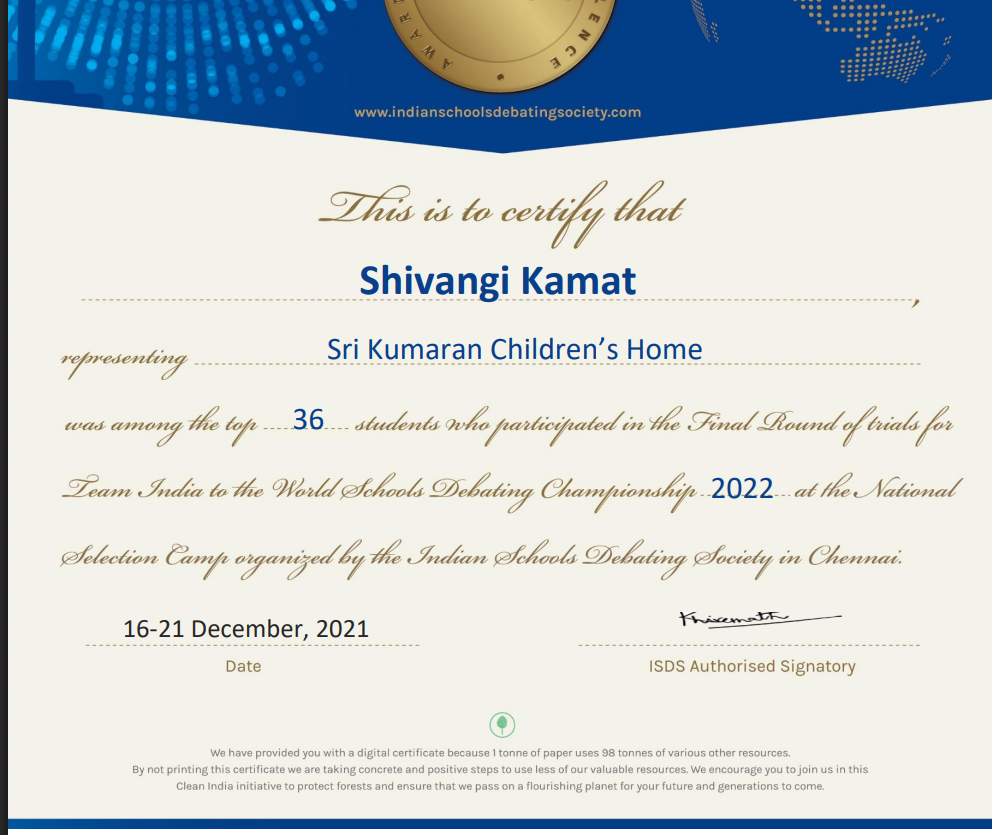 AWAR
ENCE
www.indianschoolsdebatingsociety.com
This is to certify that
Shivangi Kamat,
representing Sri Kumaran Children’s Home
was among the top 36 students who participated in the Final Round of trials for
Team India to the World Schools Debating Championship 2022 at the National
Selection Camp organized by the Indian Schools Debating Society in Chennai.
16-21 December, 2021
Date
ISDS Authorised Signatory
We have provided you with a digital certificate because 1 tonne of paper uses 98 tonnes of various other resources.
By not printing this certificate we are taking concrete and positive steps to use less of our valuable resources. We encourage you to join us in this
Clean India initiative to protect forests and ensure that we pass on a flourishing planet for your future and generations to come.